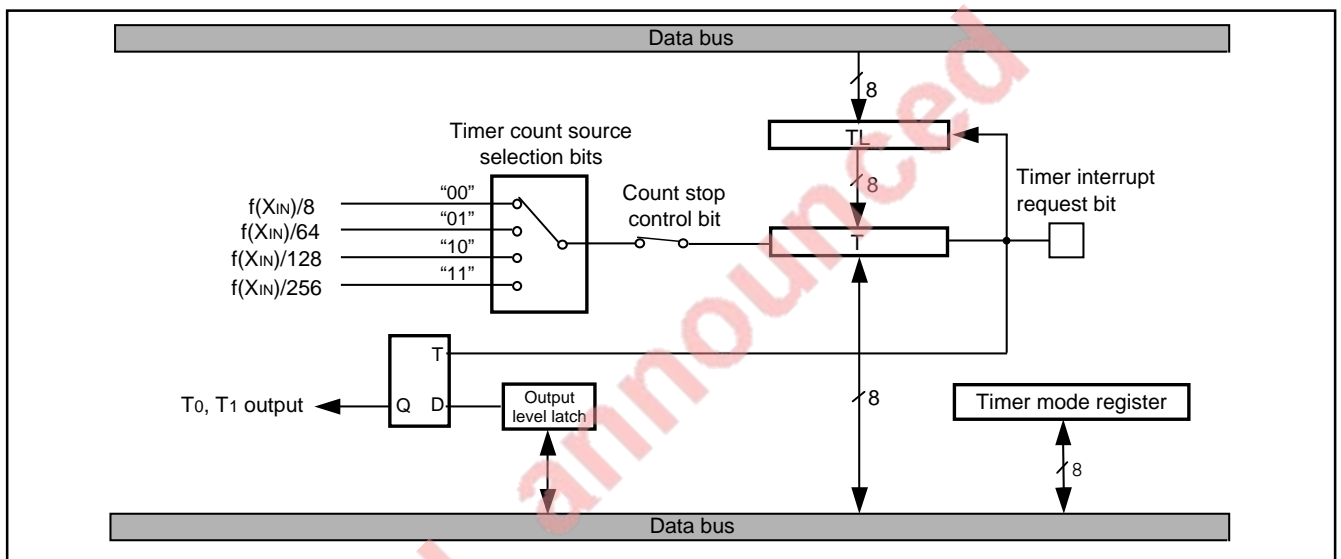 Data bus
8
TL
Timer count source
selection bits
8
Count stop
control bit
Timer interrupt
request bit
f(XIN)/8 “00”
f(XIN)/64 “01”
f(XIN)/128 “10”
f(XIN)/256 “11”
T
T
T0, T1 output
Q D
Output
level latch
8
Timer mode register
8
Data bus
announced